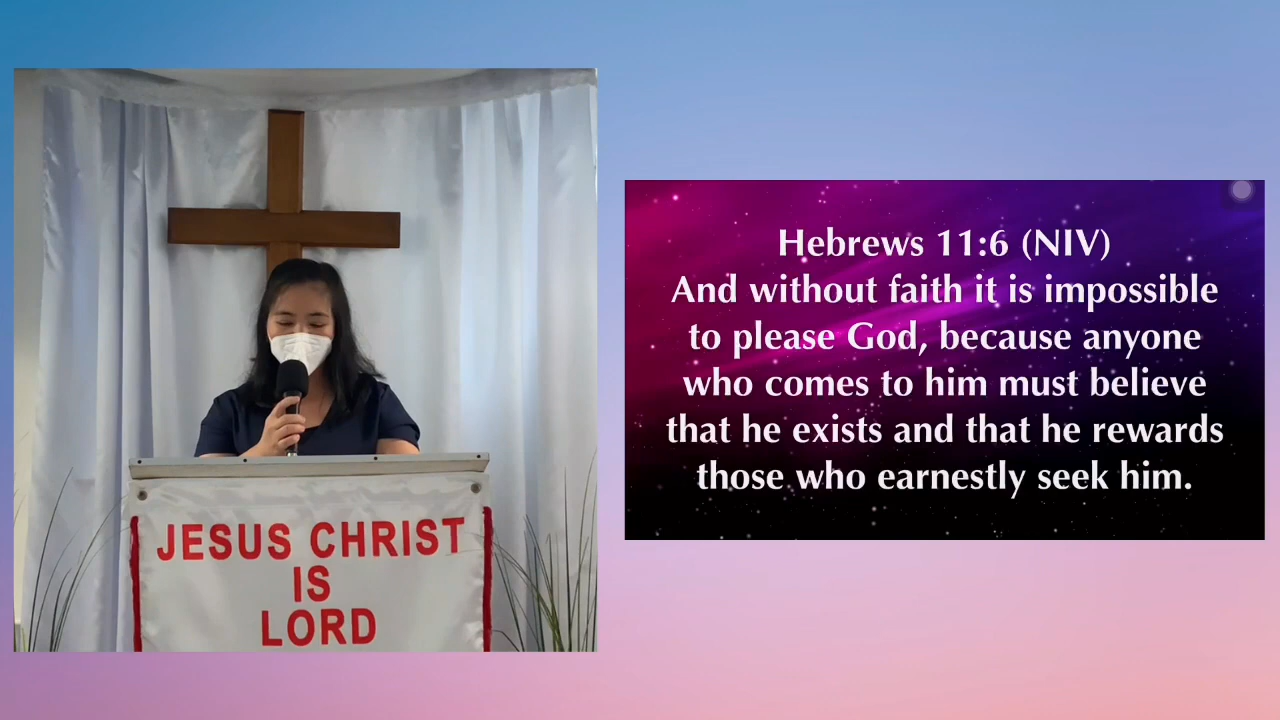 JESUS CHRIST
IS
LORD
Hebrews 11:6 (NIV)
And without faith it is impossible
to please God, because anyone
who comes to him must believe
that he exists and that he rewards
those who earnestly seek him.